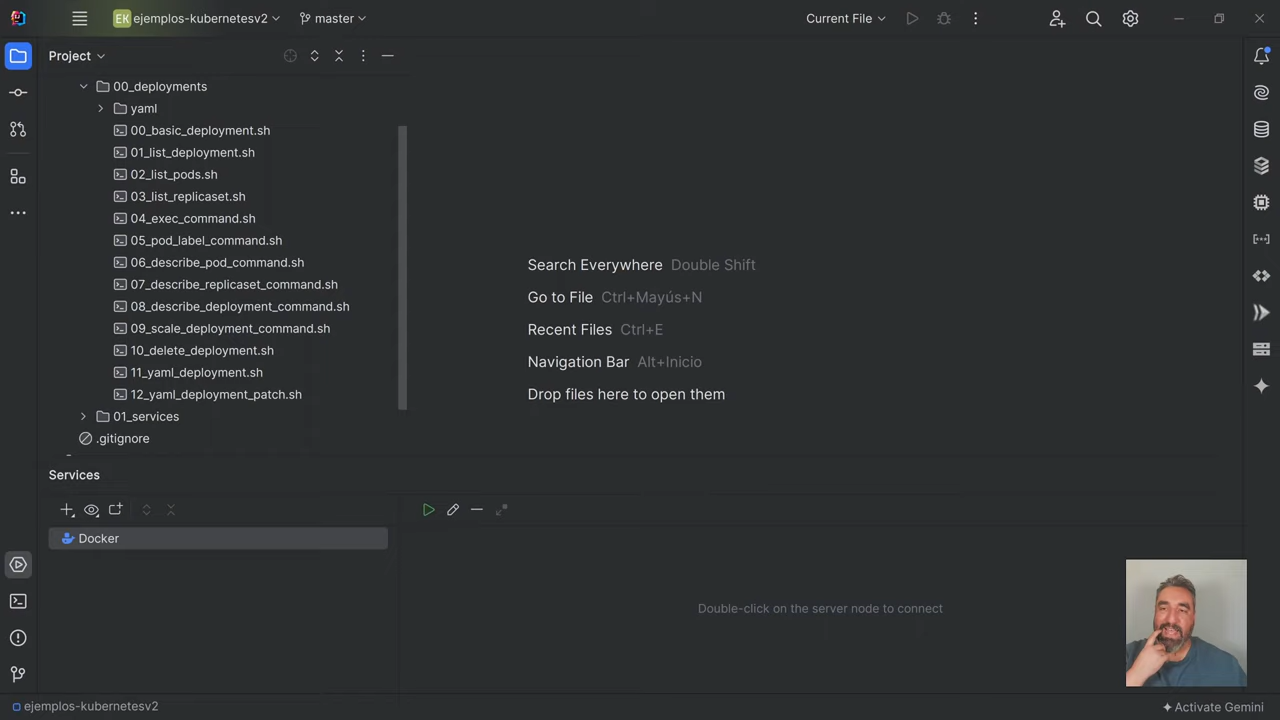 EK ejemplos-kubernetesv2 master Current File
Project
00_deployments
yaml
00_basic_deployment.sh
01_list_deployment.sh
02_list_pods.sh
03_list_replicaset.sh
04_exec_command.sh
05_pod_label_command.sh
06_describe_pod_command.sh
07_describe_replicaset_command.sh
08_describe_deployment_command.sh
09_scale_deployment_command.sh
10_delete_deployment.sh
11_yaml_deployment.sh
12_yaml_deployment_patch.sh
01_services
.gitignore
Search Everywhere Double Shift
Go to File Ctrl+Mayús+N
Recent Files Ctrl+E
Navigation Bar Alt+Inicio
Drop files here to open them
Services
Docker
Double-click on the server node to connect
ejemplos-kubernetesv2
Activate Gemini